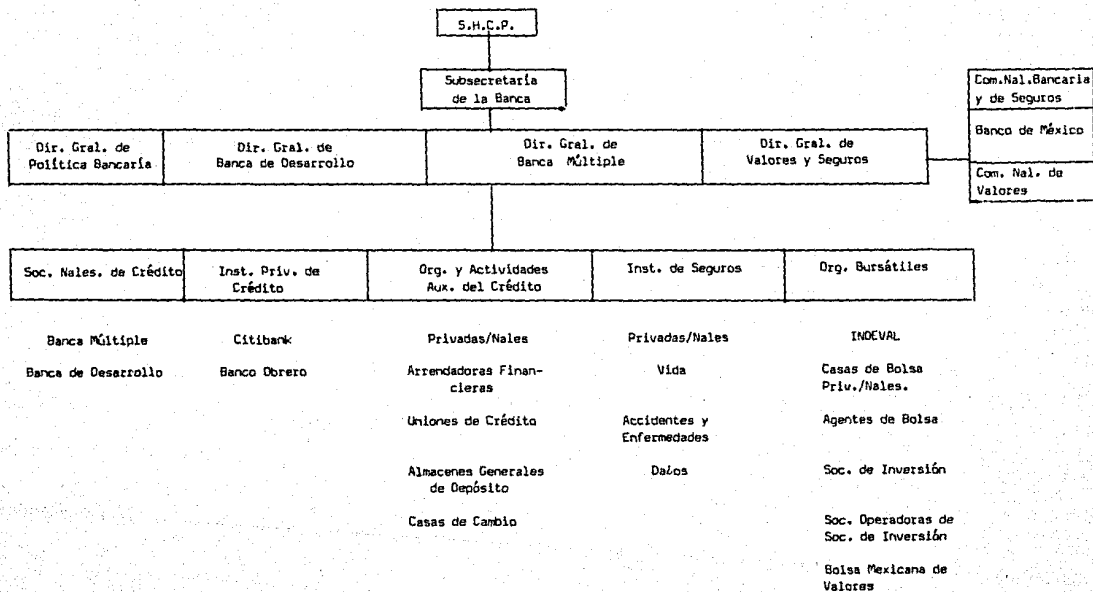 S.H.C.P.
Subsecretaría
de la Banca
Com.Nal.Bancaria
y de Seguros
Banco de México
Com. Nal. de
Valores
Dir. Gral. de
Política Bancaría
Dir. Gral. de
Banca de Desarrollo
Dir. Gral. de
Banca Múltiple
Dir. Gral. de
Valores y Seguros
Soc. Nales. de Crédito
Inst. Priv. de
Crédito
Org. y Actividades
Aux. del Crédito
Inst. de Seguros
Org. Bursátiles
Banca Múltiple
Banca de Desarrollo
Citibank
Banco Obrero
Privadas/Nales
Arrendadoras Finan-
cieras
Uniones de Crédito
Almacenes Generales
de Depósito
Casas de Cambio
Privadas/Nales
Vida
Accidentes y
Enfermedades
Daños
INDEVAL
Casas de Bolsa
Priv./Nales.
Agentes de Bolsa
Soc. de Inversión
Soc. Operadoras de
Soc. de Inversión
Bolsa Mexicana de
Valores